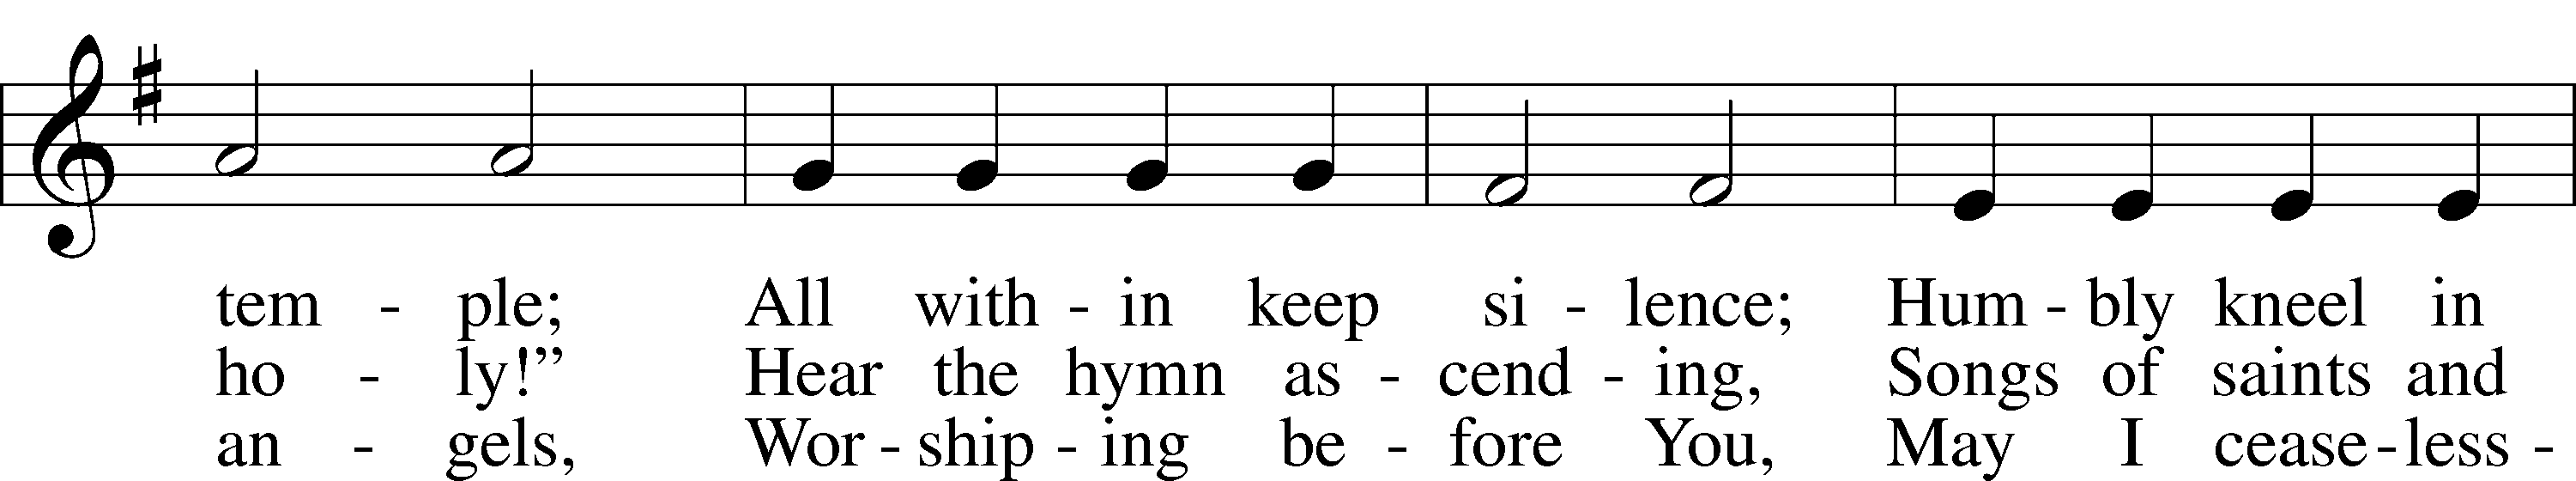 tem - ple; All with - in keep si - lence; Hum - bly kneel in
ho - ly!” Hear the hymn as - cend - ing, Songs of saints and
an - gels, Wor - ship - ing be - fore You, May I cease - less -